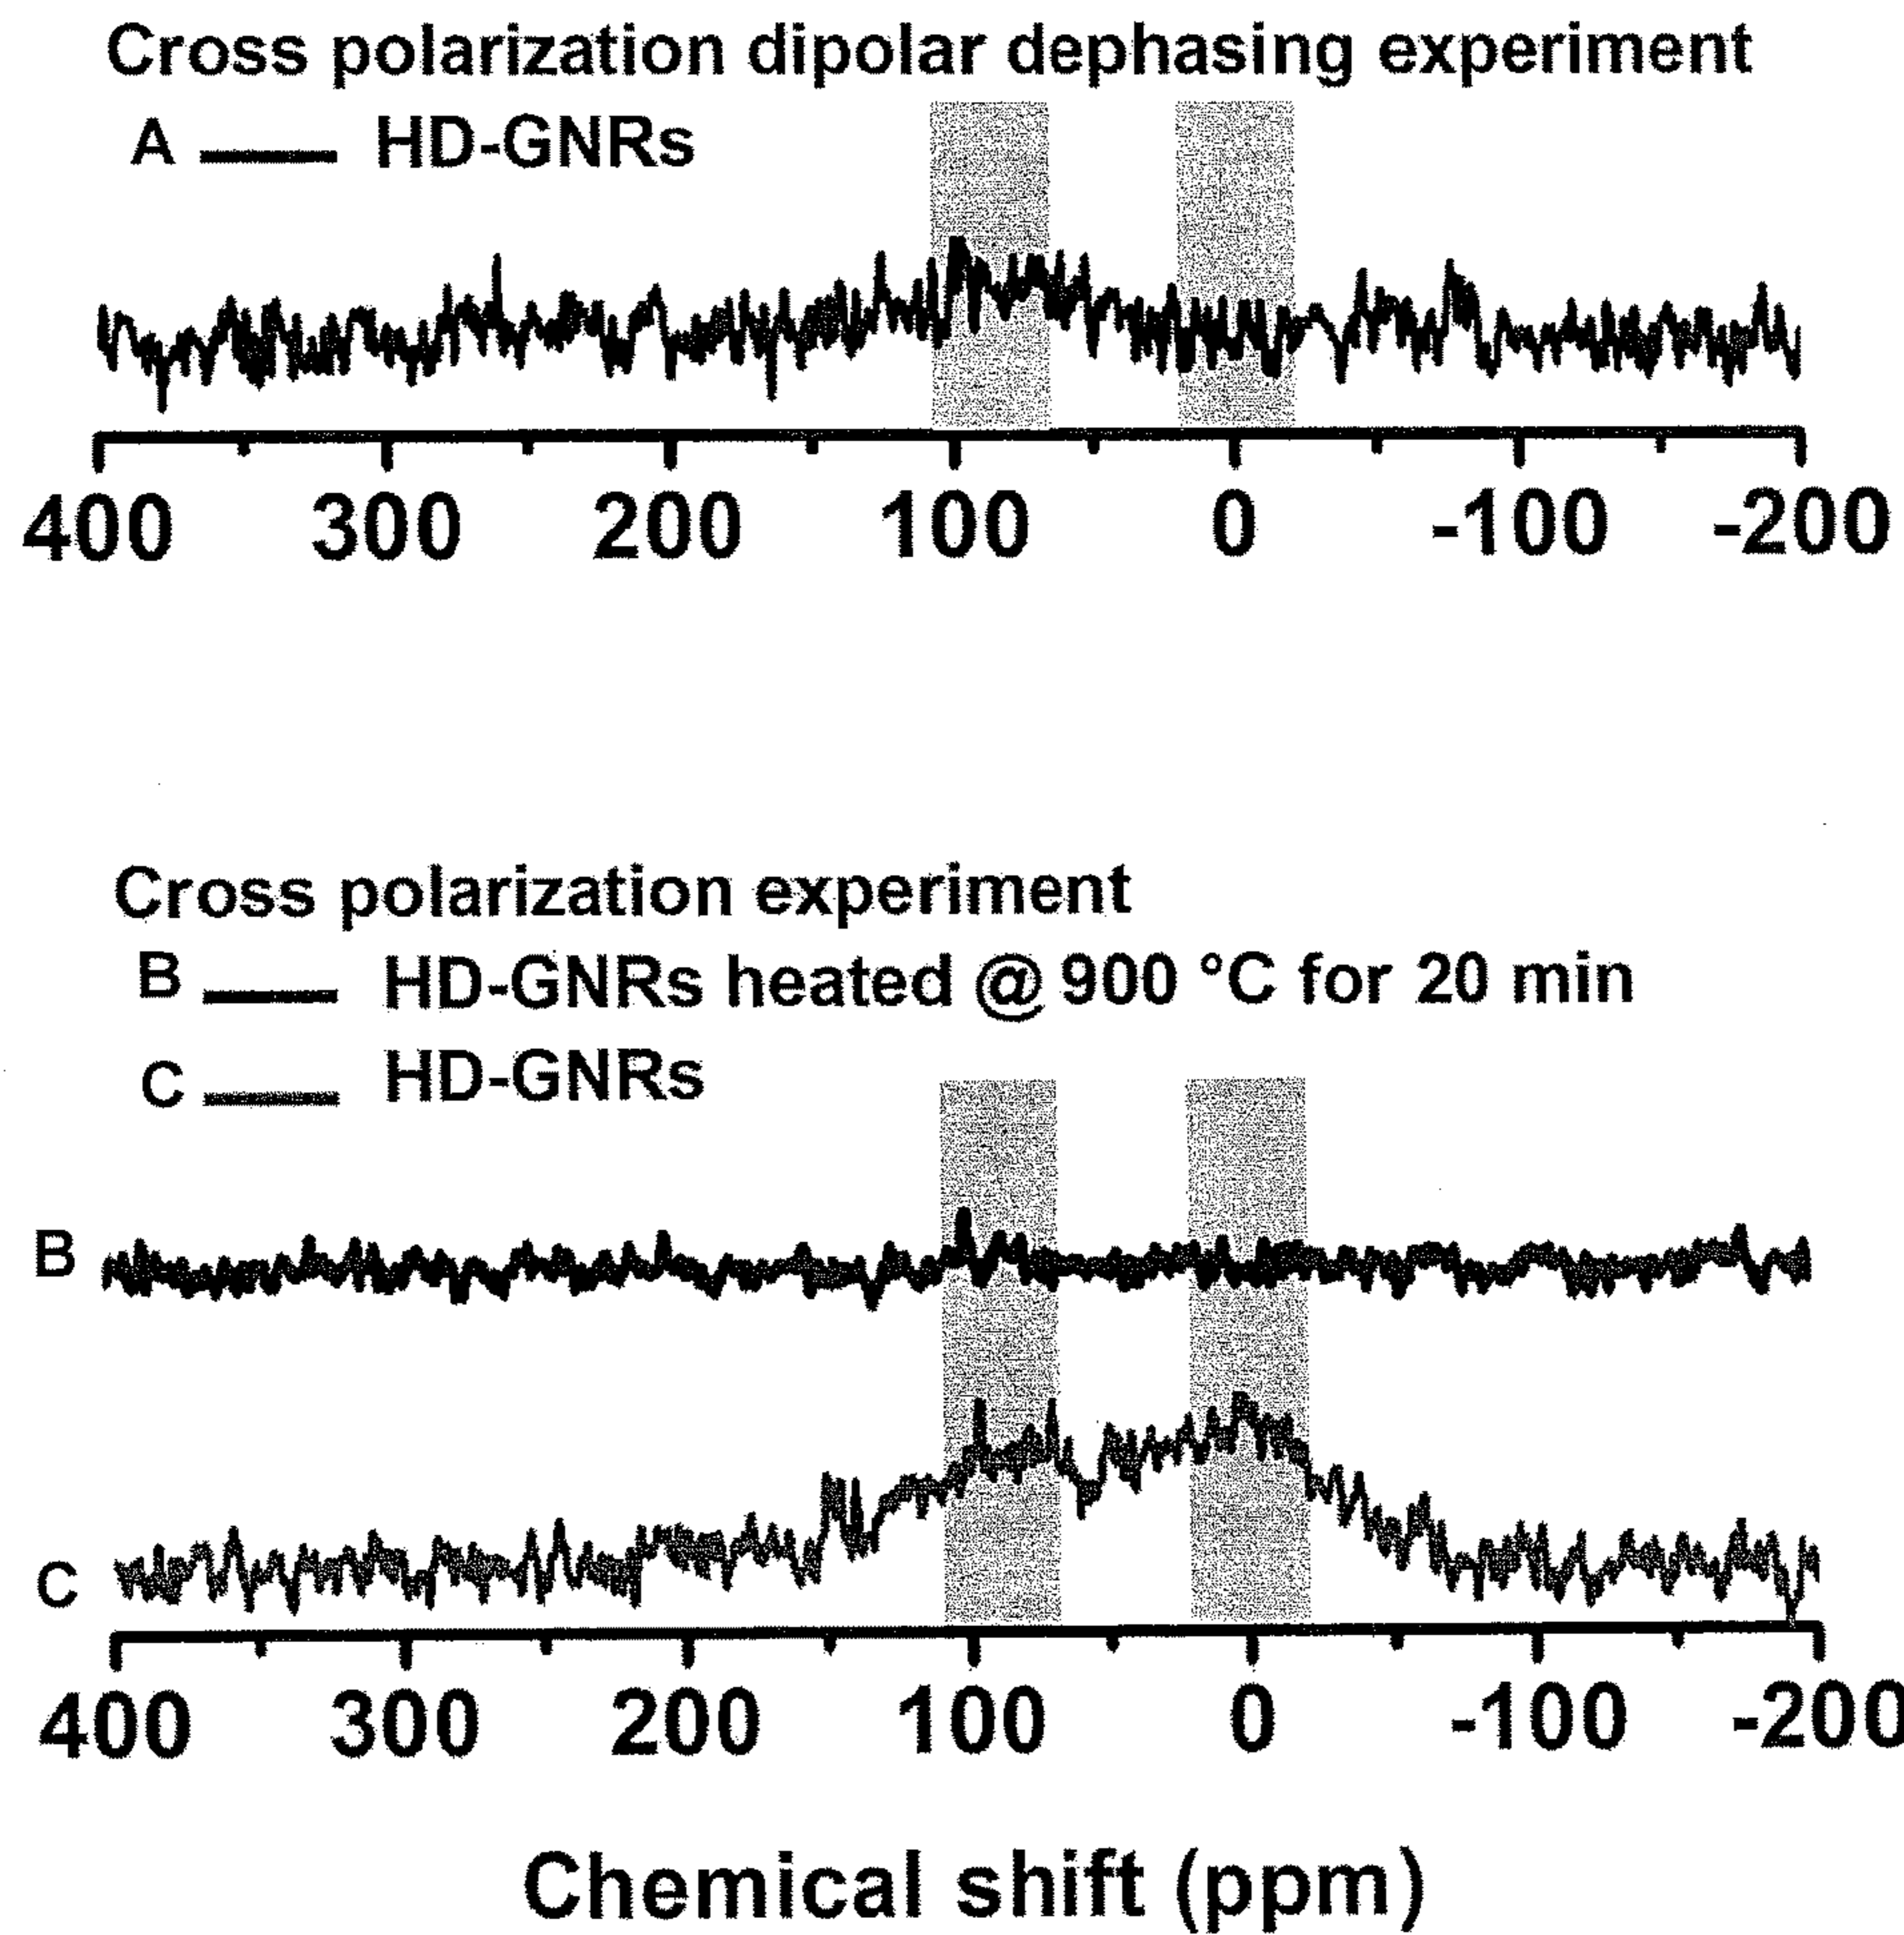 Cross polarization dipolar dephasing experiment
A HD-GNRs
400 300 200 100 0 -100 -200
Cross polarization experiment
B HD-GNRs heated @ 900 °C for 20 min
C HD-GNRs
B
C
400 300 200 100 0 -100 -200
Chemical shift (ppm)